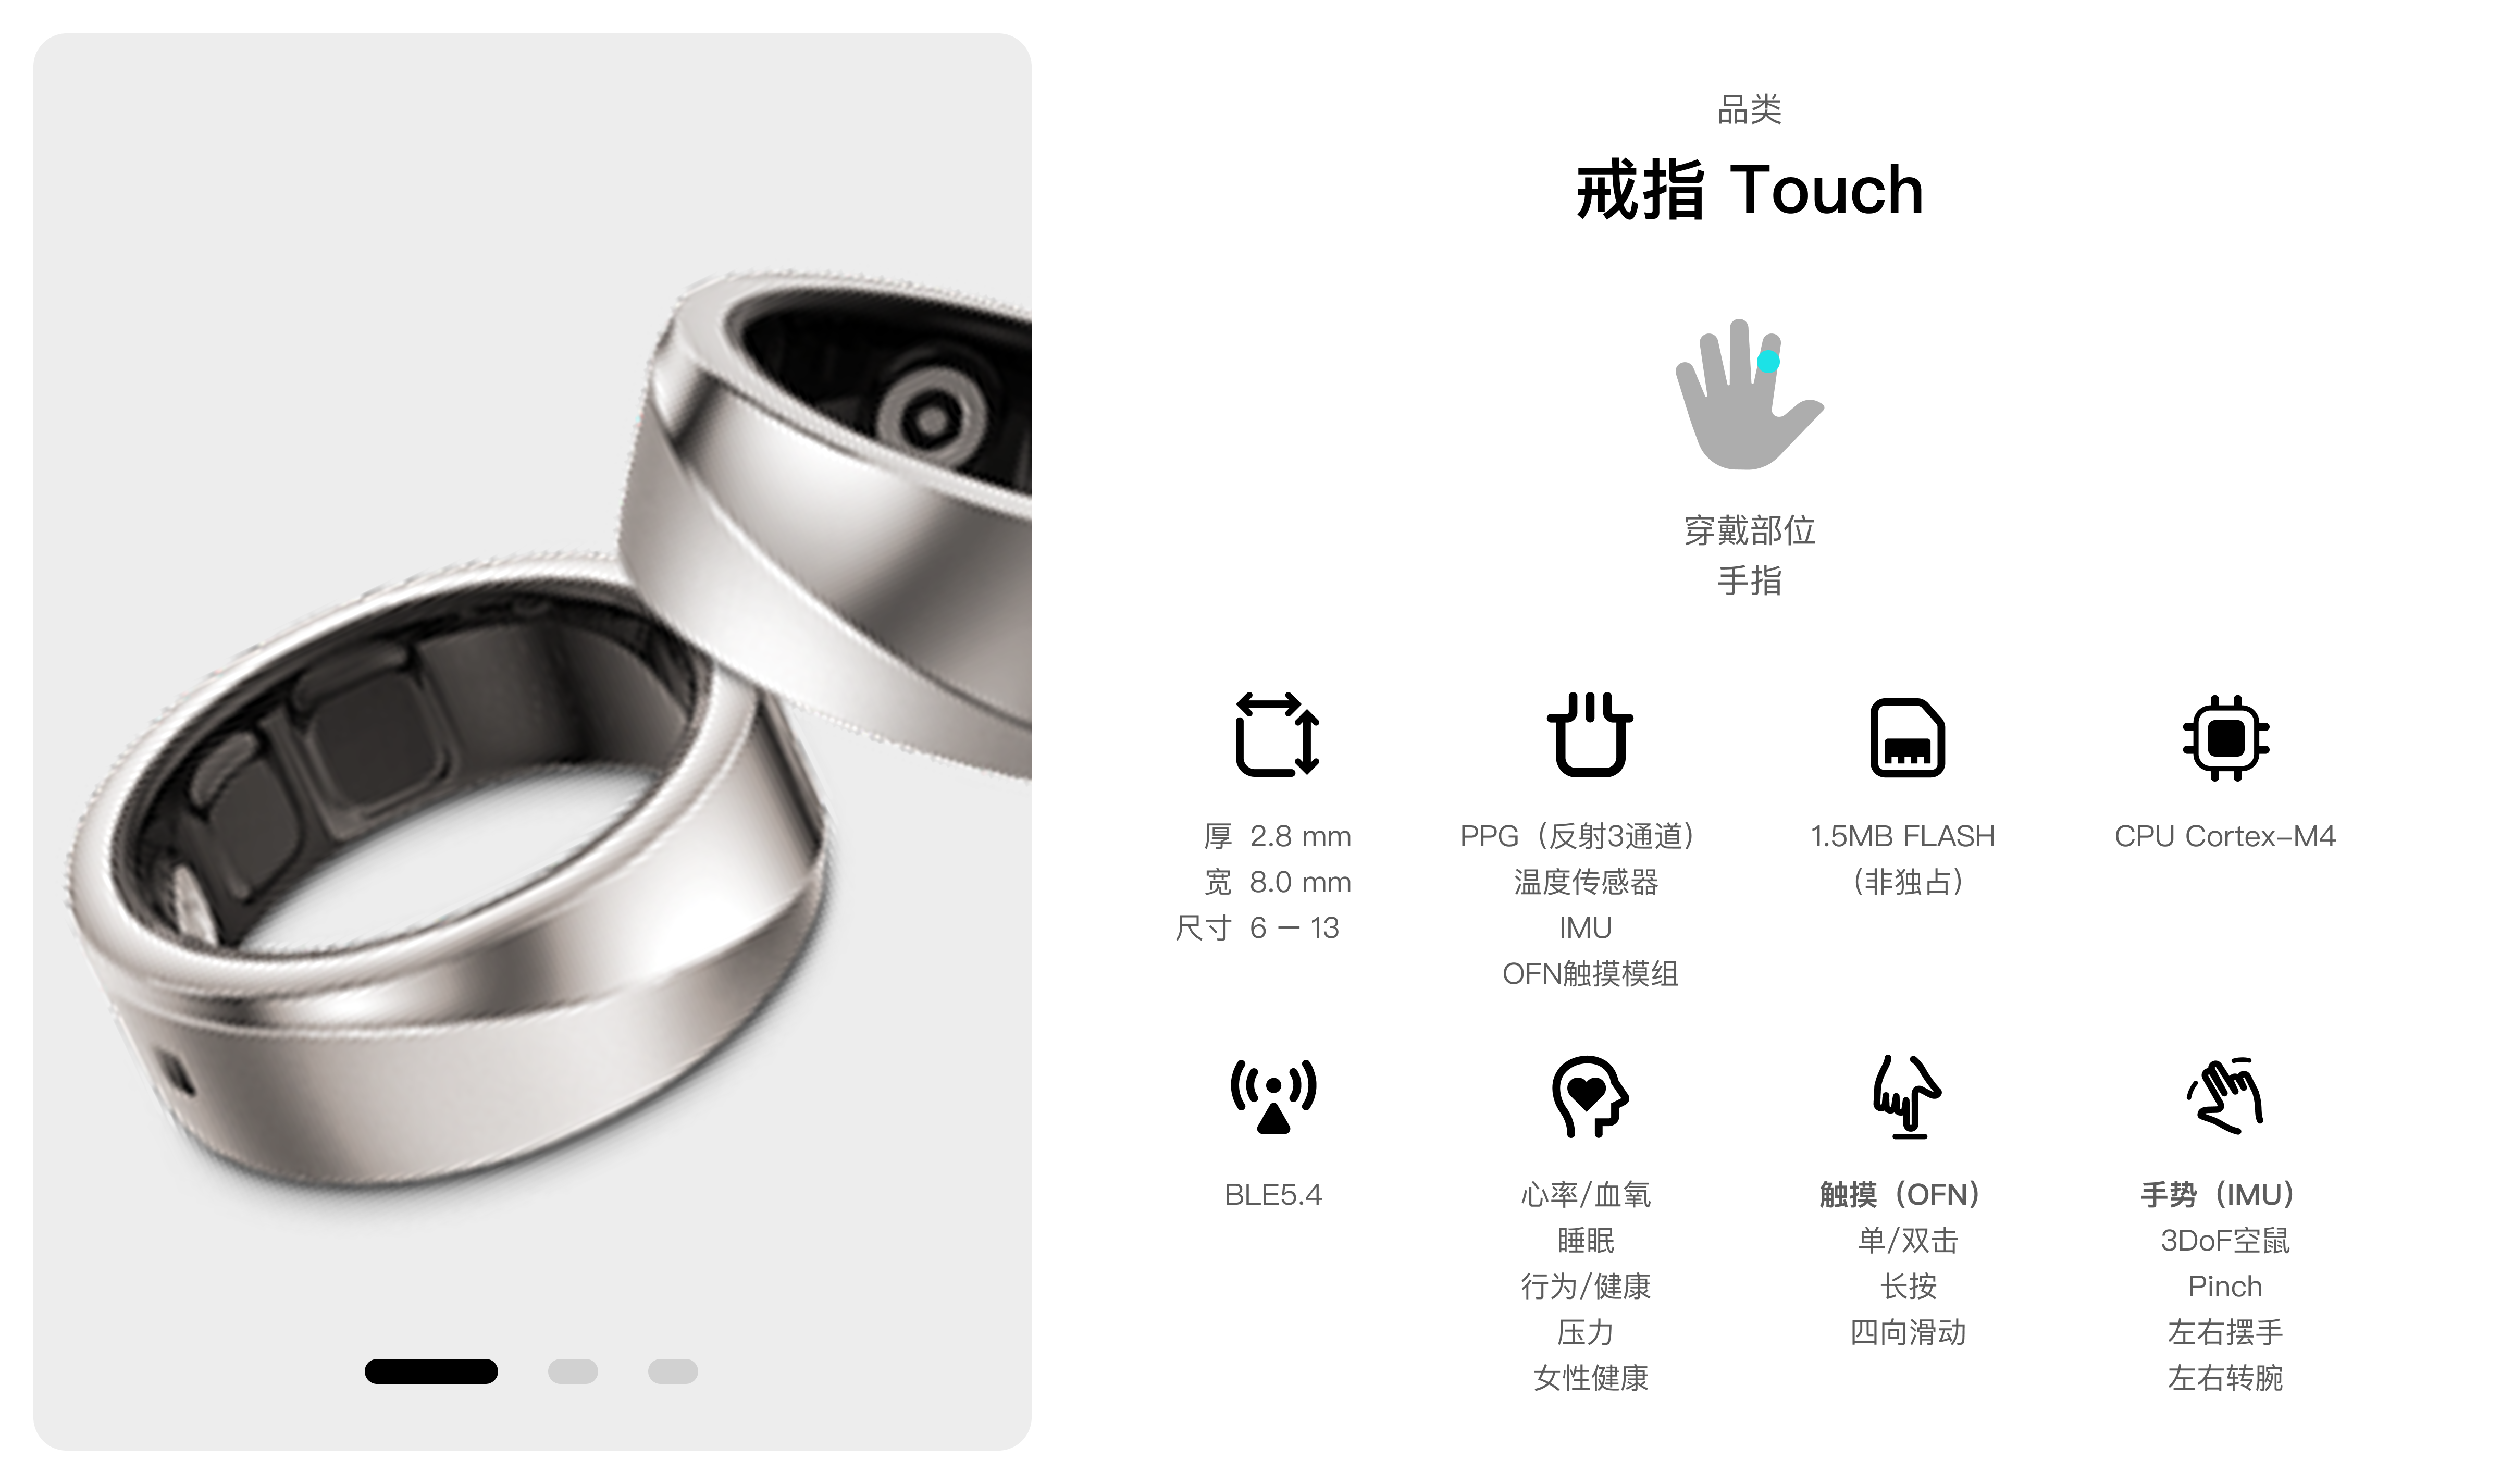 品类
戒指 Touch
穿戴部位
手指
厚 2.8 mm
宽 8.0 mm
尺寸 6 — 13
PPG（反射3通道）
温度传感器
IMU
OFN触摸模组
1.5MB FLASH
（非独占）
CPU Cortex-M4
BLE5.4
心率/血氧
睡眠
行为/健康
压力
女性健康
触摸（OFN）
单/双击
长按
四向滑动
手势（IMU）
3DoF空鼠
Pinch
左右摆手
左右转腕